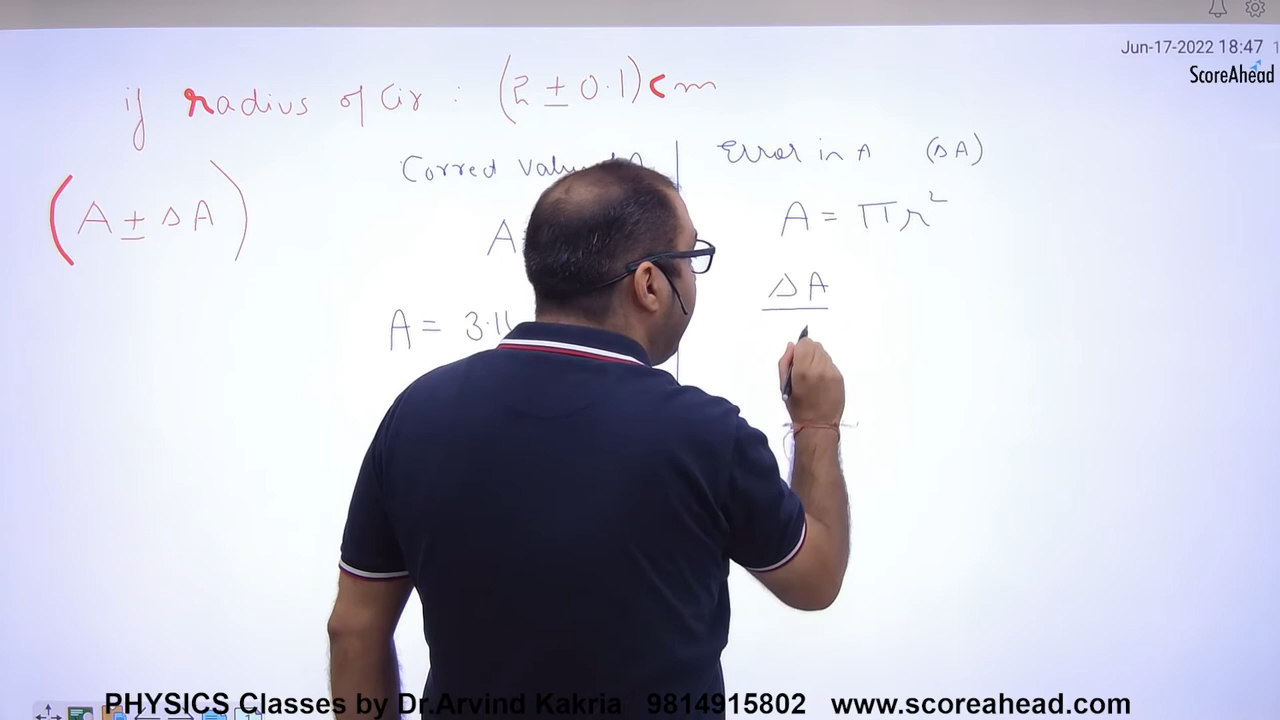 Jun-17-2022 18:47
ScoreAhead
if radius of Cir : (2 ± 0.1) cm
Correct
Error in A (ΔA)
(A ± ΔA)
A
A = πr²
ΔA
A = 3.1
PHYSICS Classes by Dr.Arvind Kakria 9814915802 www.scoreahead.com